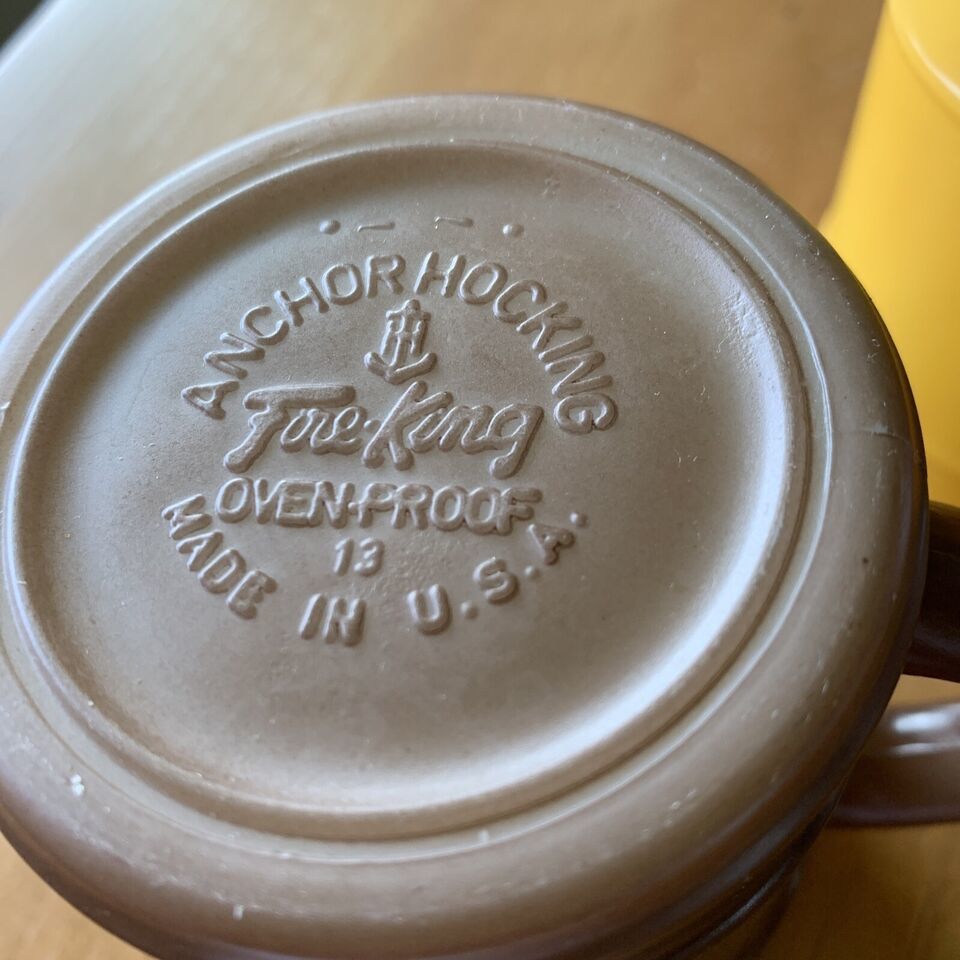 ANCHOR HOCKING
Fire-King
OVEN-PROOF
13
MADE IN U.S.A.